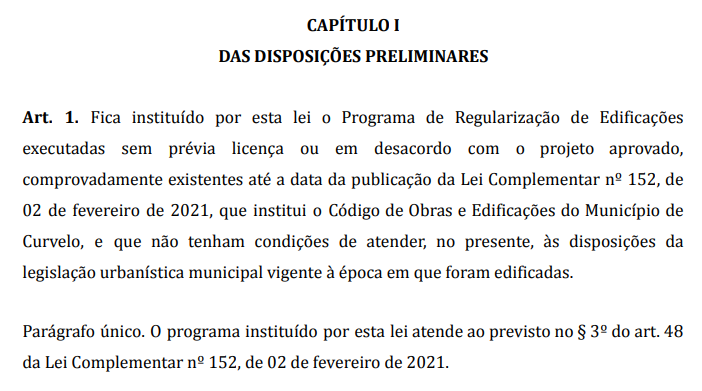 CAPÍTULO I
DAS DISPOSIÇÕES PRELIMINARES
Art. 1. Fica instituído por esta lei o Programa de Regularização de Edificações
executadas sem prévia licença ou em desacordo com o projeto aprovado,
comprovadamente existentes até a data da publicação da Lei Complementar nº 152, de
02 de fevereiro de 2021, que institui o Código de Obras e Edificações do Município de
Curvelo, e que não tenham condições de atender, no presente, às disposições da
legislação urbanística municipal vigente à época em que foram edificadas.
Parágrafo único. O programa instituído por esta lei atende ao previsto no § 3º do art. 48
da Lei Complementar nº 152, de 02 de fevereiro de 2021.